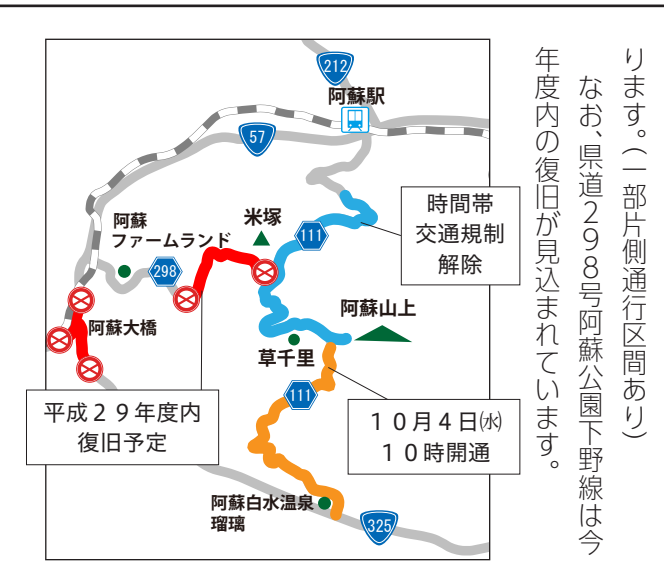 ります。(一部片側通行区間あり)
なお、県道298号阿蘇公園下野線は今
年度内の復旧が見込まれています。
212
阿蘇駅
57
時間帯
交通規制
解除
阿蘇
ファームランド
米塚
111
298
阿蘇山上
阿蘇大橋
草千里
平成29年度内
復旧予定
111
10月4日㈬
10時開通
阿蘇白水温泉
瑠璃
325